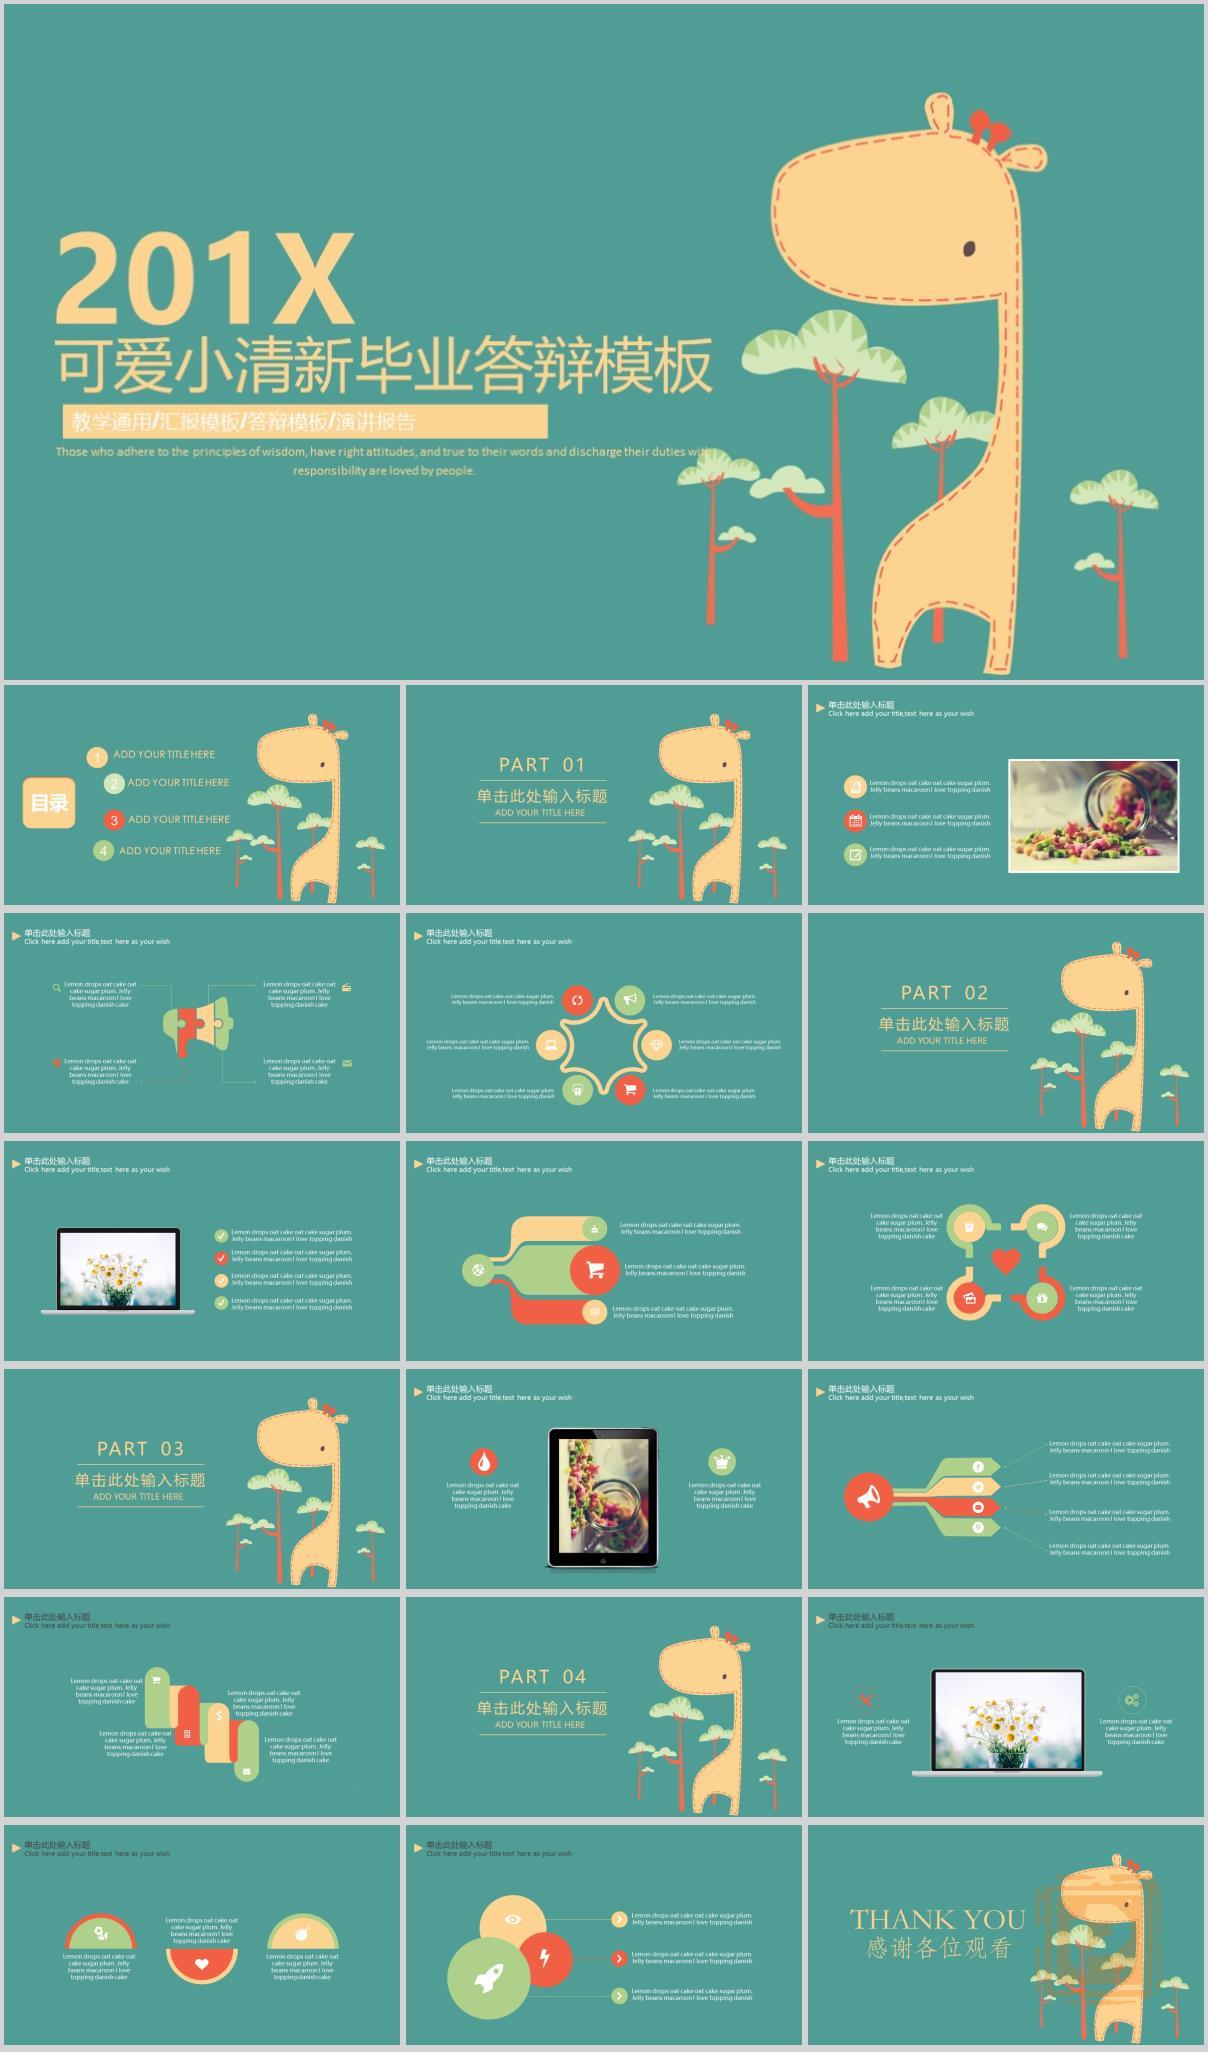 201X
可爱小清新毕业答辩模板
教学通用/汇报模板/答辩模板/演讲报告
Those who adhere to the principles of wisdom, have right attitudes, and true to their words and discharge their duties with
responsibility are loved by people.
目录
1 ADD YOUR TITLE HERE
2 ADD YOUR TITLE HERE
3 ADD YOUR TITLE HERE
4 ADD YOUR TITLE HERE
PART 01
单击此处输入标题
ADD YOUR TITLE HERE
单击此处输入标题
Click here add your title,text here as your wish
Lemon drops oat cake oat cake sugar plum.
Jelly beans macaroon I love topping danish
Lemon drops oat cake oat cake sugar plum.
Jelly beans macaroon I love topping danish
Lemon drops oat cake oat cake sugar plum.
Jelly beans macaroon I love topping danish
单击此处输入标题
Click here add your title,text here as your wish
Lemon drops oat cake oat
cake sugar plum. Jelly
beans macaroon I love
topping danish cake
Lemon drops oat cake oat
cake sugar plum. Jelly
beans macaroon I love
topping danish cake
Lemon drops oat cake oat
cake sugar plum. Jelly
beans macaroon I love
topping danish cake
Lemon drops oat cake oat
cake sugar plum. Jelly
beans macaroon I love
topping danish cake
单击此处输入标题
Click here add your title,text here as your wish
Lemon drops oat cake oat cake sugar plum.
Jelly beans macaroon I love topping danish
Lemon drops oat cake oat cake sugar plum.
Jelly beans macaroon I love topping danish
Lemon drops oat cake oat cake sugar plum.
Jelly beans macaroon I love topping danish
Lemon drops oat cake oat cake sugar plum.
Jelly beans macaroon I love topping danish
Lemon drops oat cake oat cake sugar plum.
Jelly beans macaroon I love topping danish
Lemon drops oat cake oat cake sugar plum.
Jelly beans macaroon I love topping danish
PART 02
单击此处输入标题
ADD YOUR TITLE HERE
单击此处输入标题
Click here add your title,text here as your wish
Lemon drops oat cake oat cake sugar plum.
Jelly beans macaroon I love topping danish
Lemon drops oat cake oat cake sugar plum.
Jelly beans macaroon I love topping danish
Lemon drops oat cake oat cake sugar plum.
Jelly beans macaroon I love topping danish
Lemon drops oat cake oat cake sugar plum.
Jelly beans macaroon I love topping danish
单击此处输入标题
Click here add your title,text here as your wish
Lemon drops oat cake oat cake sugar plum.
Jelly beans macaroon I love topping danish
Lemon drops oat cake oat cake sugar plum.
Jelly beans macaroon I love topping danish
Lemon drops oat cake oat cake sugar plum.
Jelly beans macaroon I love topping danish
单击此处输入标题
Click here add your title,text here as your wish
Lemon drops oat cake oat
cake sugar plum. Jelly
beans macaroon I love
topping danish cake
Lemon drops oat cake oat
cake sugar plum. Jelly
beans macaroon I love
topping danish cake
Lemon drops oat cake oat
cake sugar plum. Jelly
beans macaroon I love
topping danish cake
Lemon drops oat cake oat
cake sugar plum. Jelly
beans macaroon I love
topping danish cake
PART 03
单击此处输入标题
ADD YOUR TITLE HERE
单击此处输入标题
Click here add your title,text here as your wish
Lemon drops oat cake oat
cake sugar plum. Jelly
beans macaroon I love
topping danish cake
Lemon drops oat cake oat
cake sugar plum. Jelly
beans macaroon I love
topping danish cake
单击此处输入标题
Click here add your title,text here as your wish
Lemon drops oat cake oat cake sugar plum.
Jelly beans macaroon I love topping danish
Lemon drops oat cake oat cake sugar plum.
Jelly beans macaroon I love topping danish
Lemon drops oat cake oat cake sugar plum.
Jelly beans macaroon I love topping danish
Lemon drops oat cake oat cake sugar plum.
Jelly beans macaroon I love topping danish
单击此处输入标题
Click here add your title,text here as your wish
Lemon drops oat cake oat
cake sugar plum. Jelly
beans macaroon I love
topping danish cake
Lemon drops oat cake oat
cake sugar plum. Jelly
beans macaroon I love
topping danish cake
Lemon drops oat cake oat
cake sugar plum. Jelly
beans macaroon I love
topping danish cake
Lemon drops oat cake oat
cake sugar plum. Jelly
beans macaroon I love
topping danish cake
PART 04
单击此处输入标题
ADD YOUR TITLE HERE
单击此处输入标题
Click here add your title,text here as your wish
Lemon drops oat cake oat
cake sugar plum. Jelly
beans macaroon I love
topping danish cake
Lemon drops oat cake oat
cake sugar plum. Jelly
beans macaroon I love
topping danish cake
单击此处输入标题
Click here add your title,text here as your wish
Lemon drops oat cake oat
cake sugar plum. Jelly
beans macaroon I love
topping danish cake
Lemon drops oat cake oat
cake sugar plum. Jelly
beans macaroon I love
topping danish cake
Lemon drops oat cake oat
cake sugar plum. Jelly
beans macaroon I love
topping danish cake
单击此处输入标题
Click here add your title,text here as your wish
Lemon drops oat cake oat cake sugar plum.
Jelly beans macaroon I love topping danish
Lemon drops oat cake oat cake sugar plum.
Jelly beans macaroon I love topping danish
Lemon drops oat cake oat cake sugar plum.
Jelly beans macaroon I love topping danish
THANK YOU
感谢各位观看